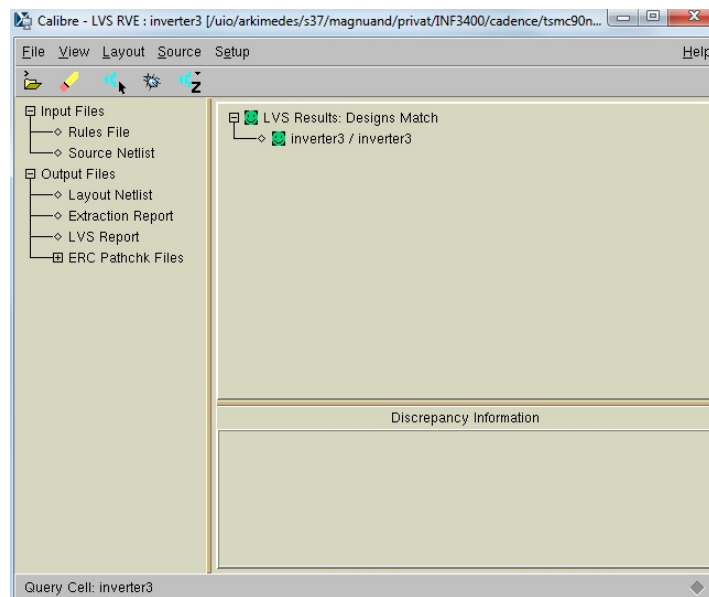 Calibre - LVS RVE : inverter3 [/uio/arkimedes/s37/magnuand/privat/INF3400/cadence/tsmc90n...
File View Layout Source Setup Help
Z
Input Files
Rules File
Source Netlist
Output Files
Layout Netlist
Extraction Report
LVS Report
ERC Pathchk Files
LVS Results: Designs Match
inverter3 / inverter3
Discrepancy Information
Query Cell: inverter3